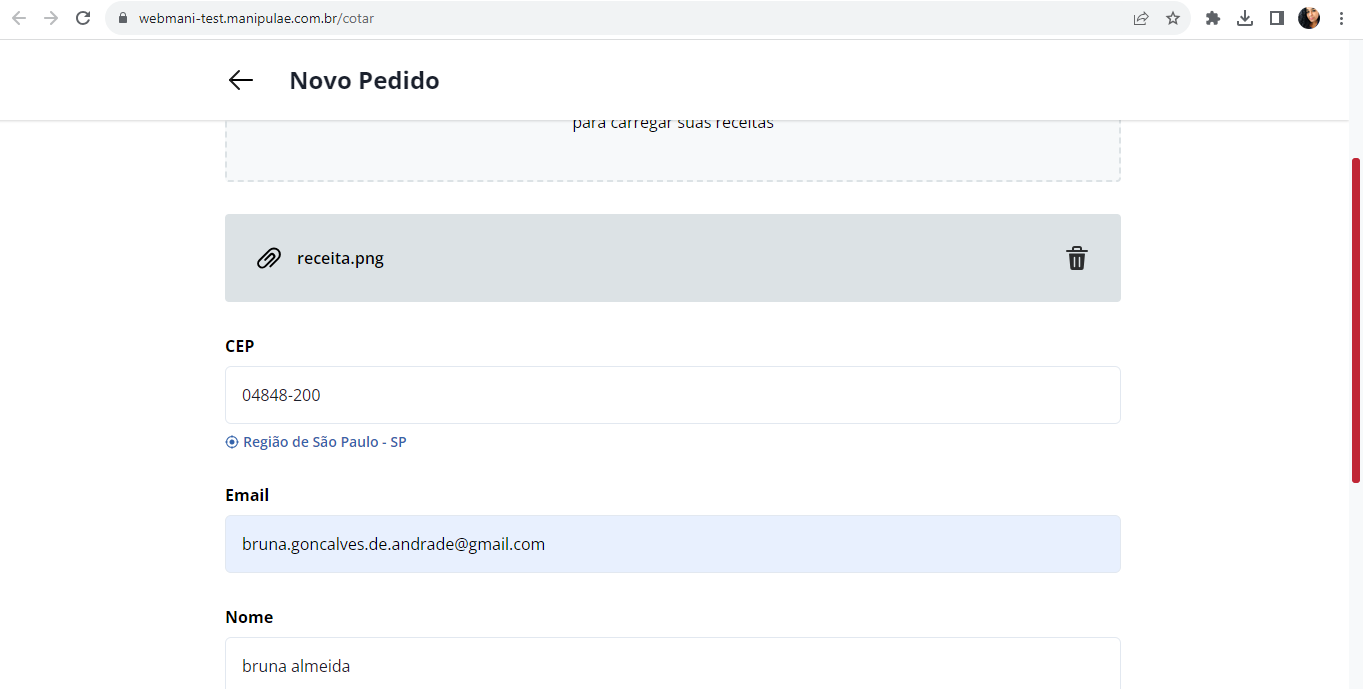 webmani-test.manipulae.com.br/cotar
Novo Pedido
para carregar suas receitas
receita.png
CEP
04848-200
Região de São Paulo - SP
Email
bruna.goncalves.de.andrade@gmail.com
Nome
bruna almeida